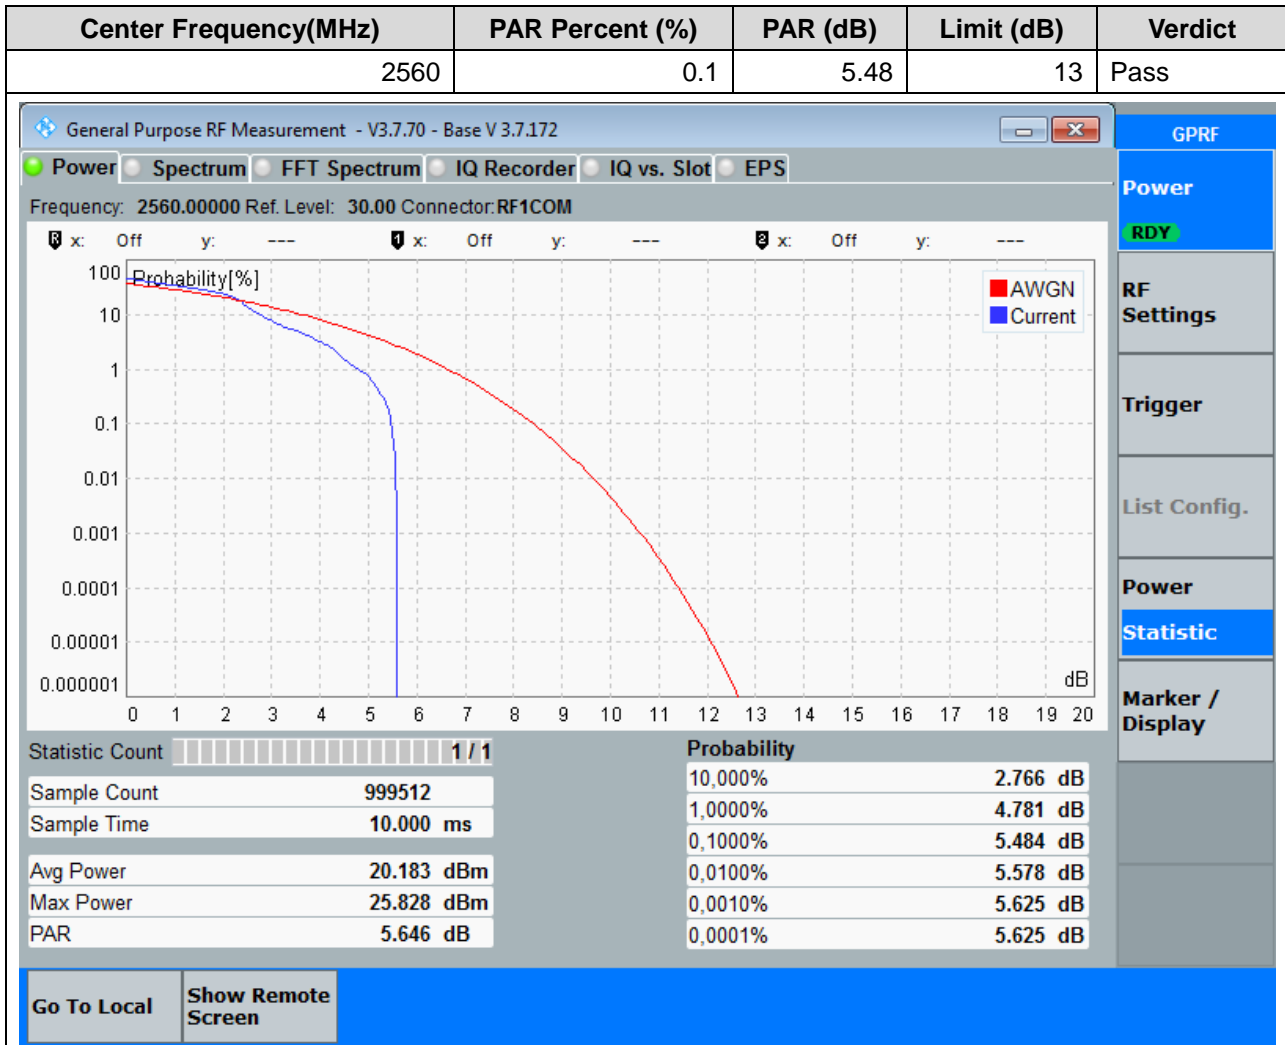 Center Frequency(MHz) PAR Percent (%) PAR (dB) Limit (dB) Verdict
2560 0.1 5.48 13 Pass
General Purpose RF Measurement - V3.7.70 - Base V 3.7.172
GPRF
Power Spectrum FFT Spectrum IQ Recorder IQ vs. Slot EPS
Power
RDY
Frequency: 2560.00000 Ref. Level: 30.00 Connector: RF1COM
R x: Off y: --- 1 x: Off y: --- 2 x: Off y: ---
Probability[%]
100
10
1
0.1
0.01
0.001
0.0001
0.00001
0.000001
AWGN
Current
dB
0 1 2 3 4 5 6 7 8 9 10 11 12 13 14 15 16 17 18 19 20
RF
Settings
Trigger
List Config.
Power
Statistic
Marker /
Display
Statistic Count 1 / 1
Sample Count 999512
Sample Time 10.000 ms
Avg Power 20.183 dBm
Max Power 25.828 dBm
PAR 5.646 dB
Probability
10,000% 2.766 dB
1,0000% 4.781 dB
0,1000% 5.484 dB
0,0100% 5.578 dB
0,0010% 5.625 dB
0,0001% 5.625 dB
Go To Local
Show Remote
Screen